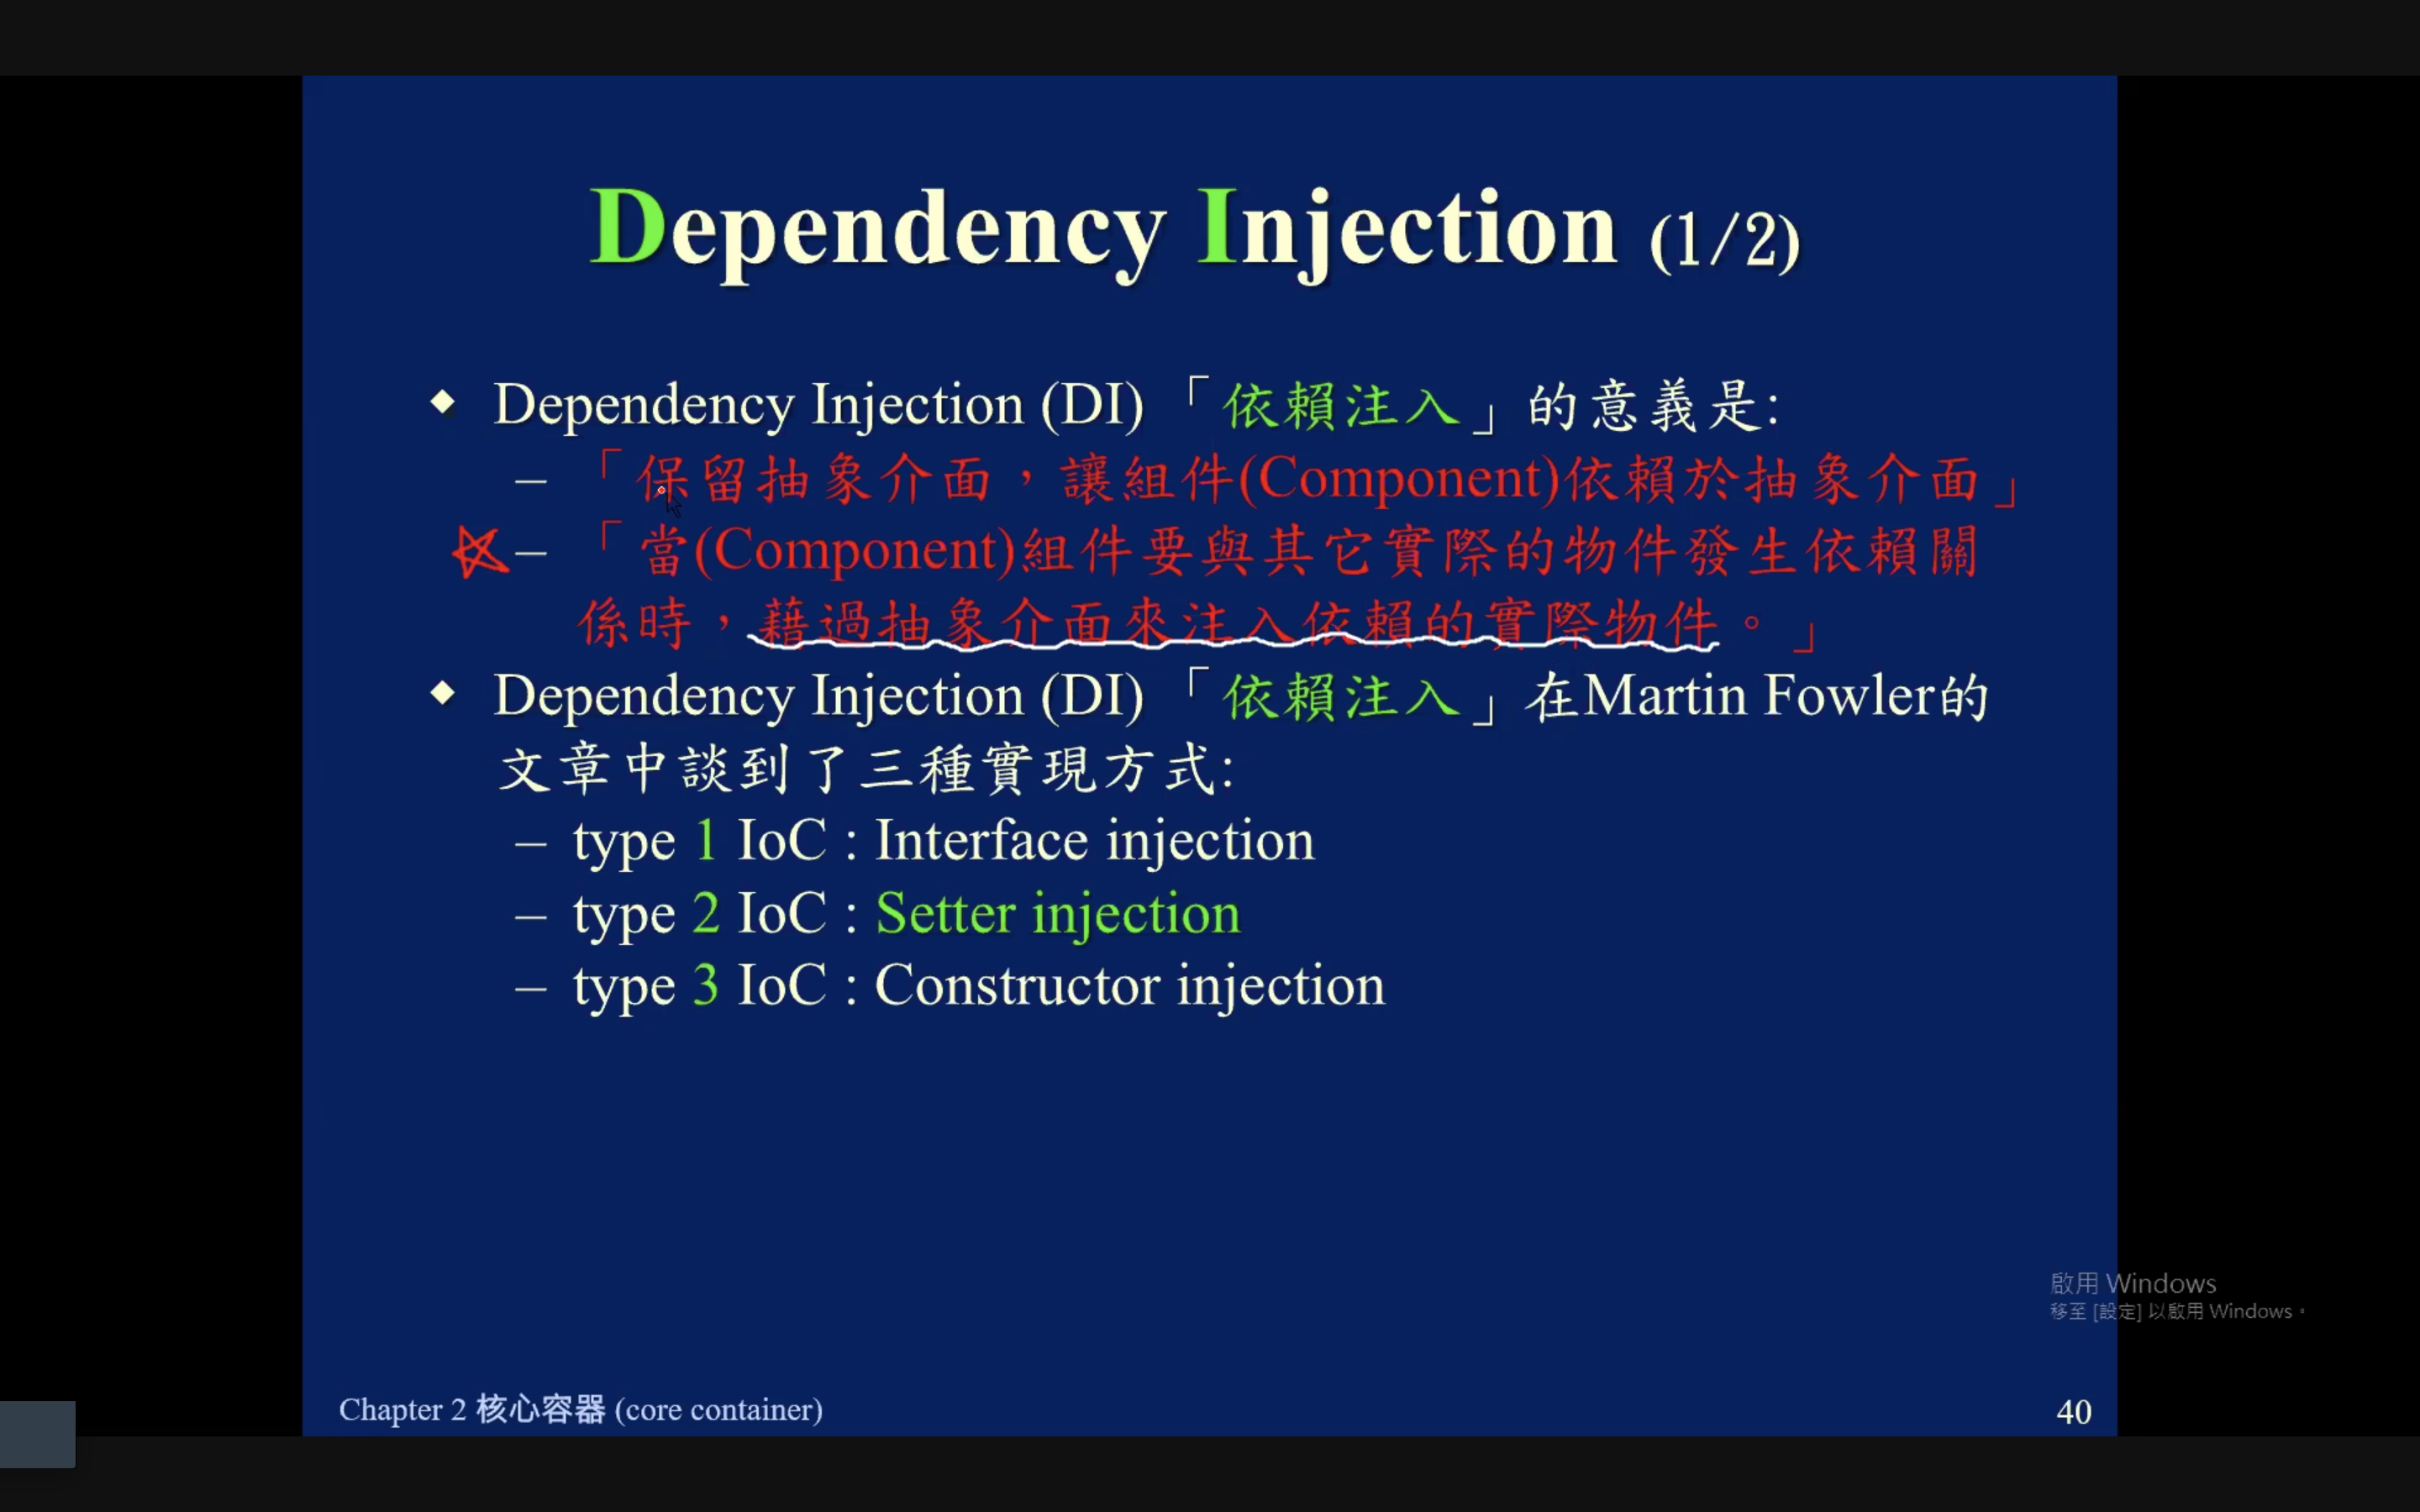 Dependency Injection (1/2)
◆ Dependency Injection (DI)「依賴注入」的意義是:
–「保留抽象介面，讓組件(Component)依賴於抽象介面」
–「當(Component)組件要與其它實際的物件發生依賴關
係時，藉過抽象介面來注入依賴的實際物件。」
◆ Dependency Injection (DI)「依賴注入」在Martin Fowler的
文章中談到了三種實現方式:
– type 1 IoC : Interface injection
– type 2 IoC : Setter injection
– type 3 IoC : Constructor injection
啟用 Windows
移至 [設定] 以啟用 Windows。
Chapter 2 核心容器 (core container)
40